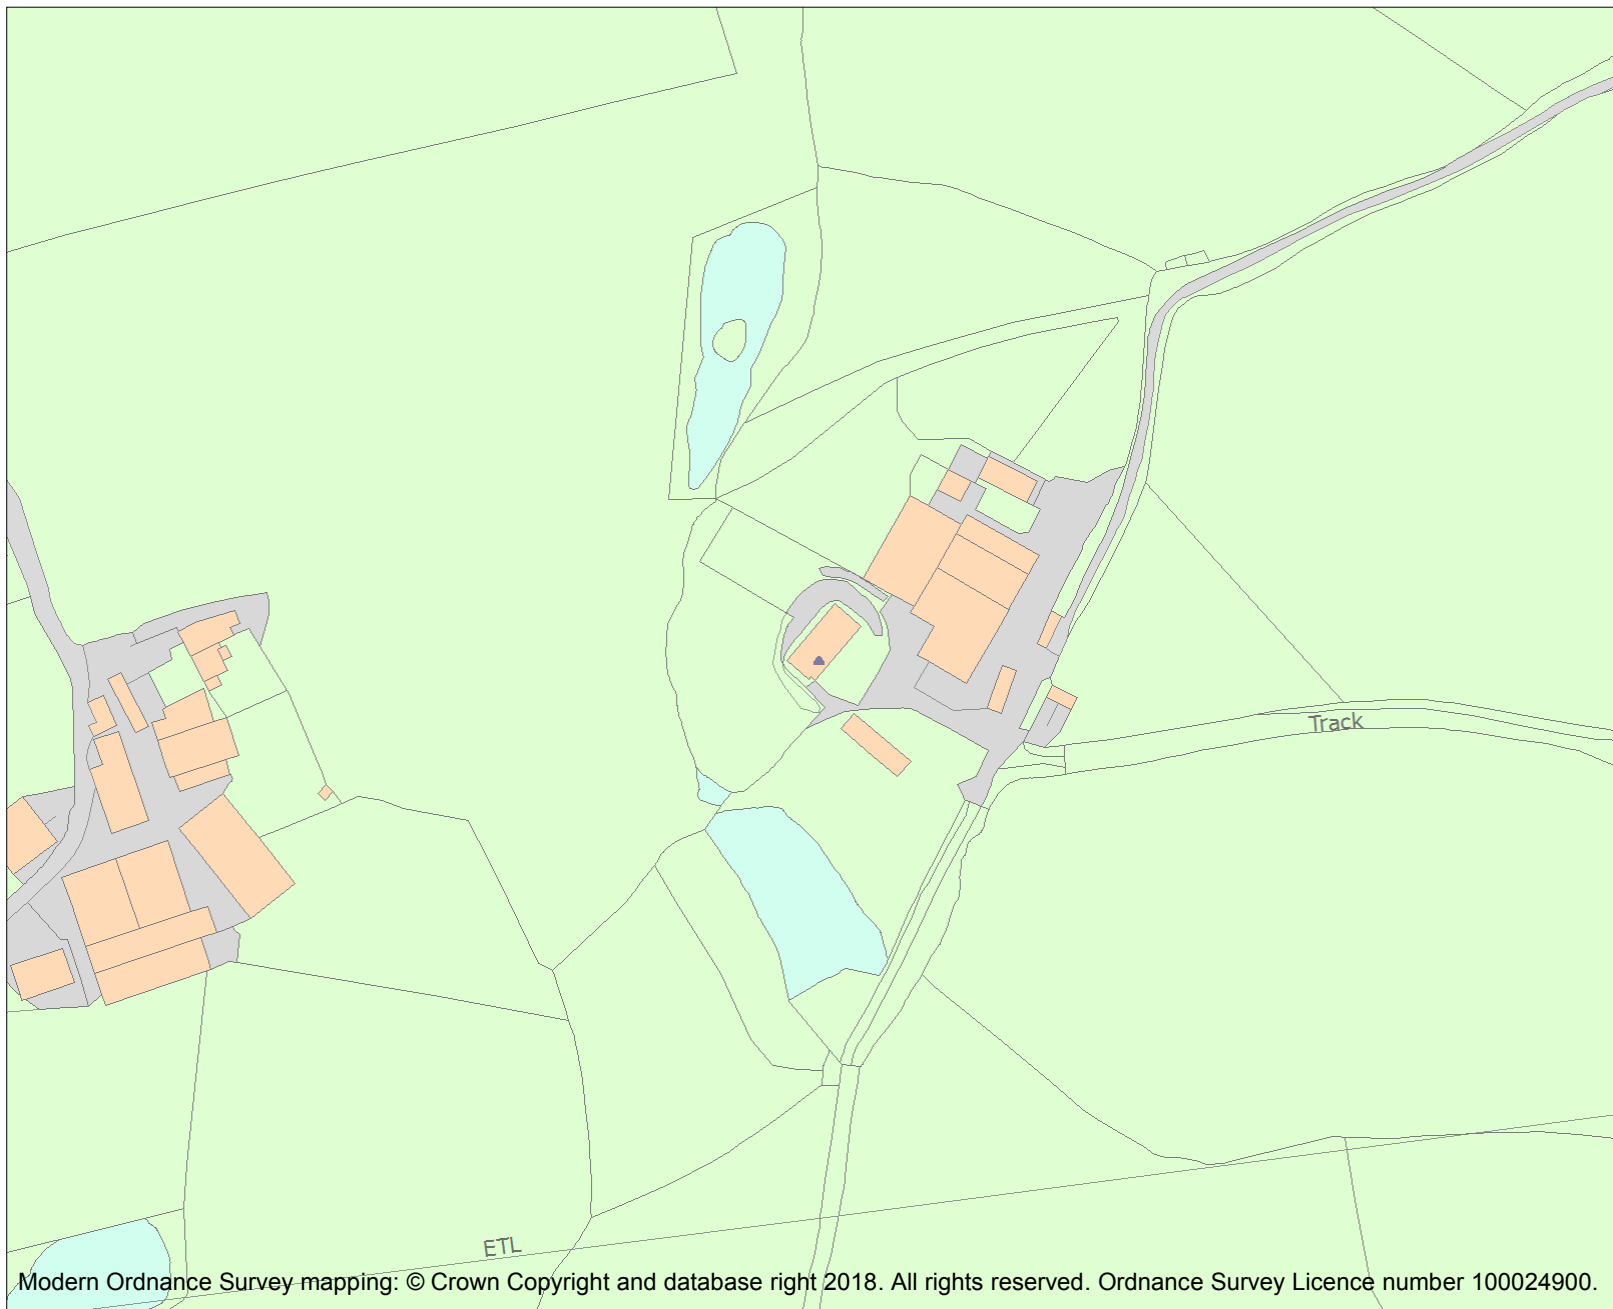 Track
ETL
Modern Ordnance Survey mapping: © Crown Copyright and database right 2018. All rights reserved. Ordnance Survey Licence number 100024900.